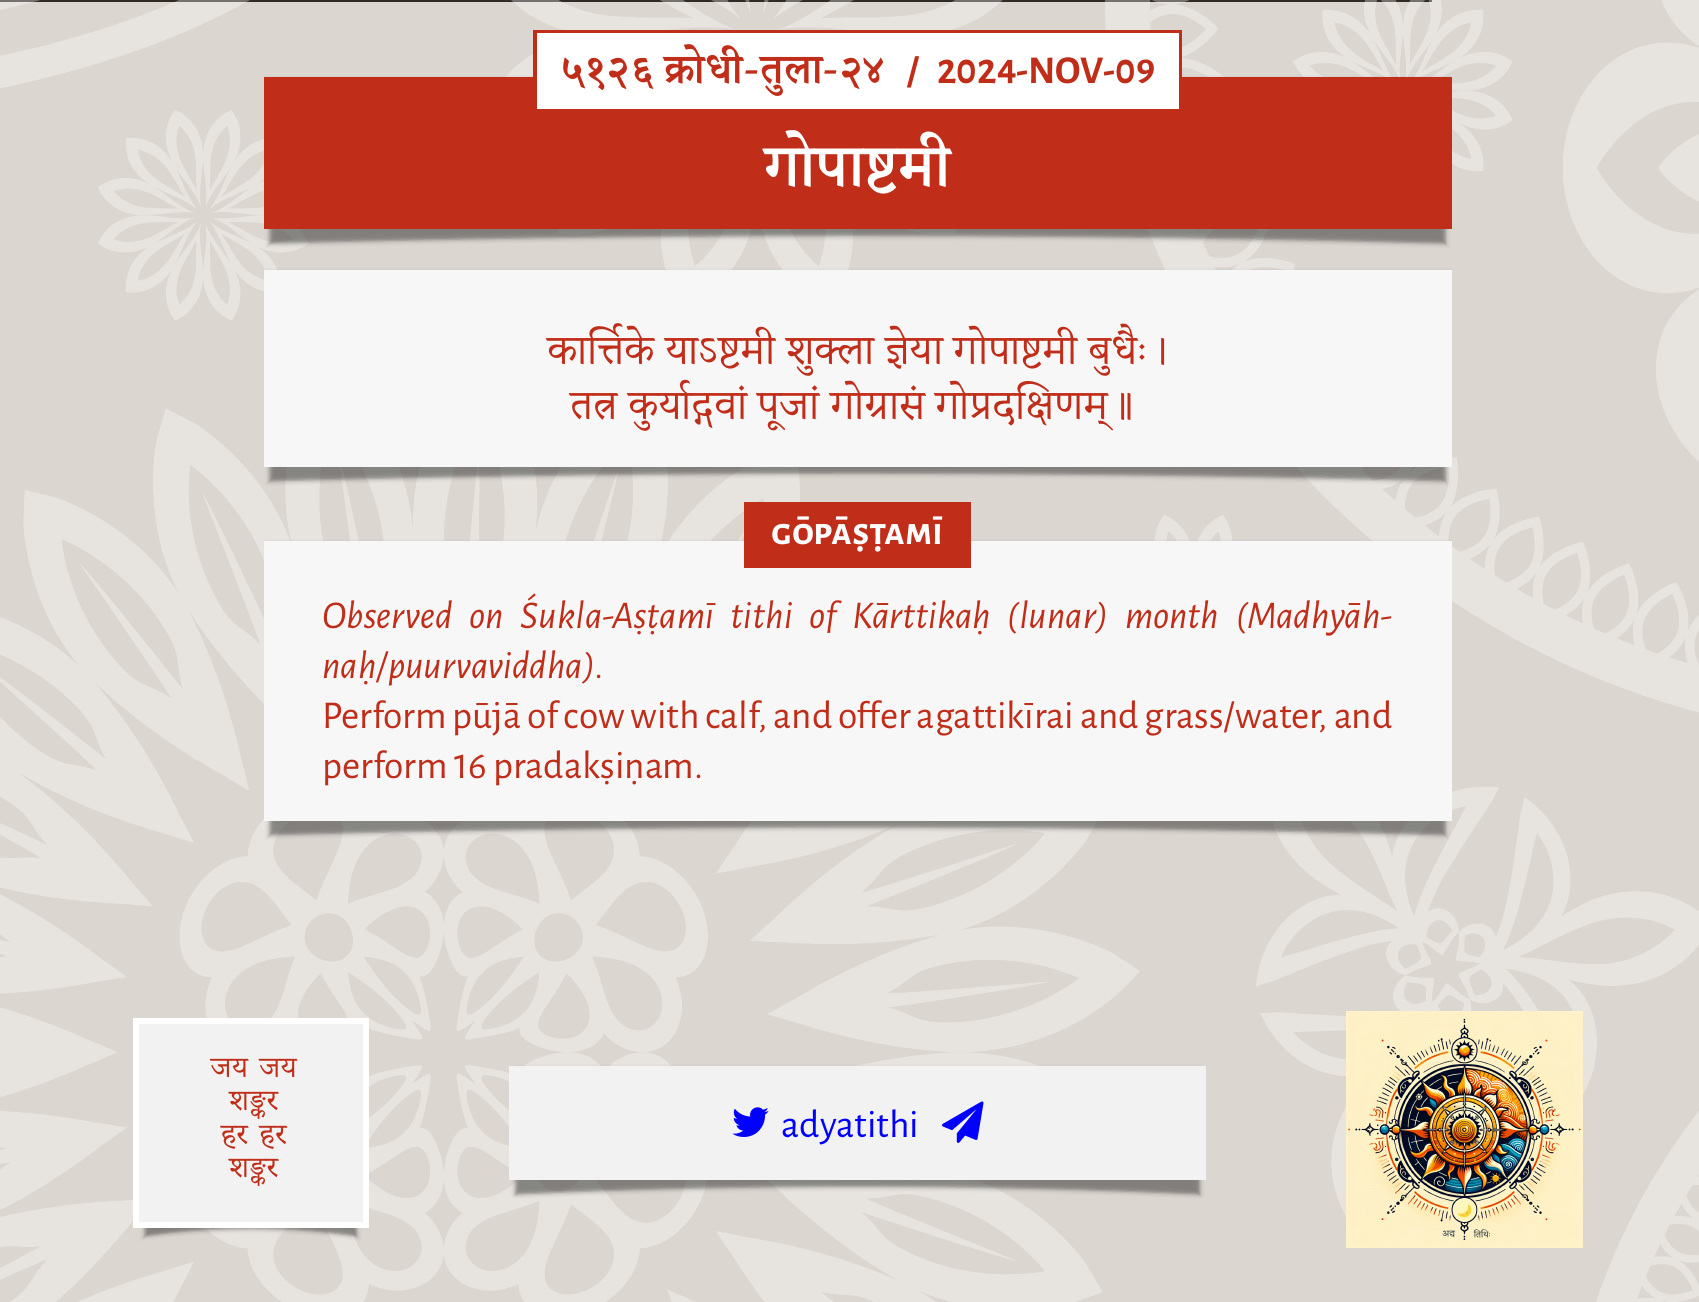 ५१२६ क्रोधी-तुला-२४ / 2024-NOV-09
गोपाष्टमी
कार्त्तिके याऽष्टमी शुक्ला ज्ञेया गोपाष्टमी बुधैः ।
तत्र कुर्याद्गवां पूजां गोग्रासं गोप्रदक्षिणम् ॥
GŌPĀṢṬAMĪ
Observed on Śukla-Aṣṭamī tithi of Kārttikaḥ (lunar) month (Madhyāh-
naḥ/puurvaviddha).
Perform pūjā of cow with calf, and offer agattikīrai and grass/water, and
perform 16 pradakṣiṇam.
जय जय
शङ्कर
हर हर
शङ्कर
adyatithi
अद्य तिथिः